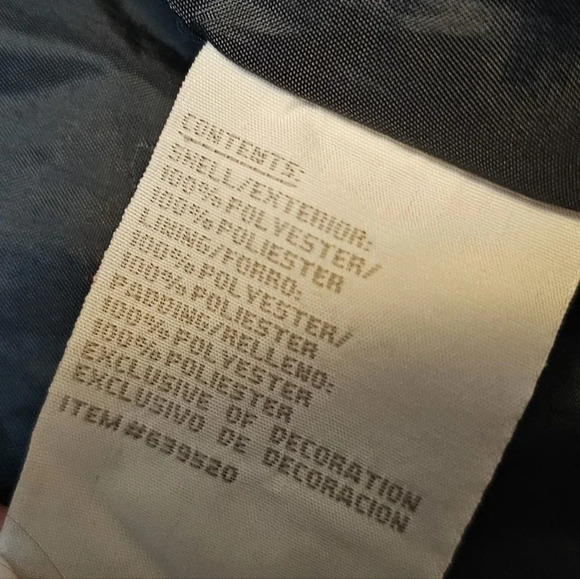 CONTENTS:
SHELL/EXTERIOR:
100% POLYESTER/
100% POLIESTER
LINING/FORRO:
100% POLYESTER/
100% POLIESTER
PADDING/RELLENO:
100% POLYESTER
100% POLIESTER
EXCLUSIVE OF DECORATION
EXCLUSIVO DE DECORACION
ITEM #639520